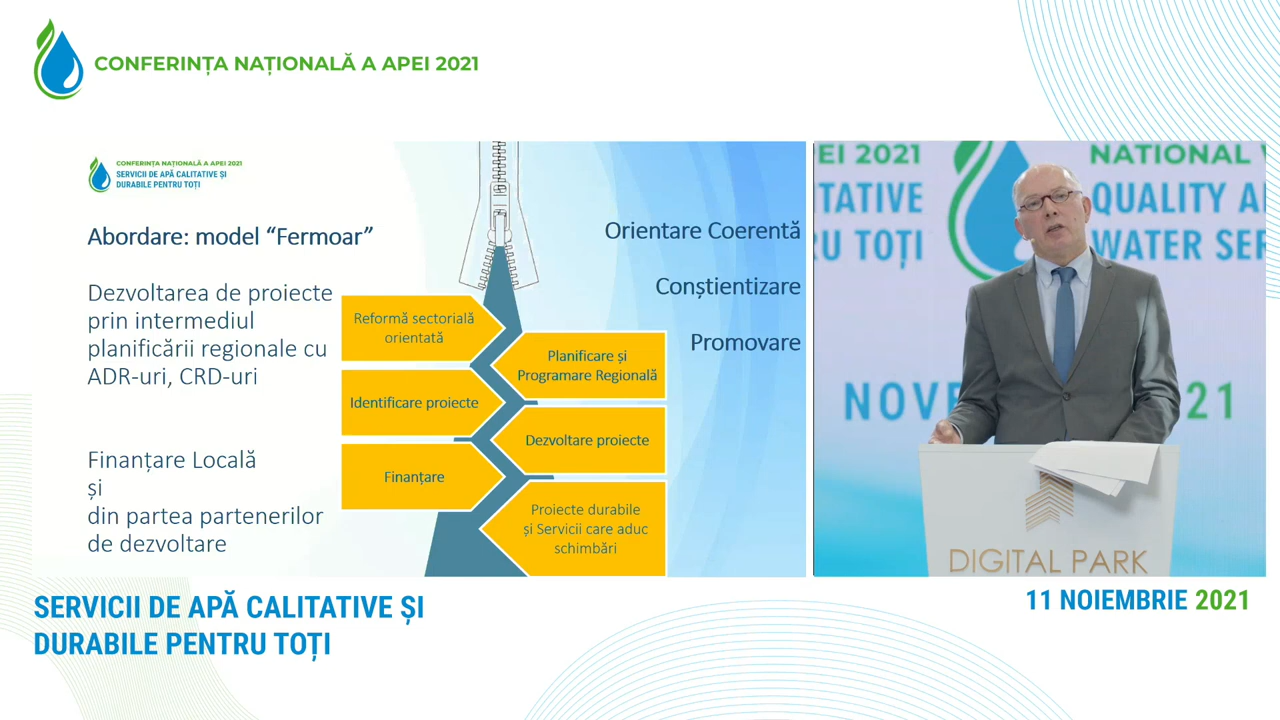 CONFERINȚA NAȚIONALĂ A APEI 2021
CONFERINȚA NAȚIONALĂ A APEI 2021
SERVICII DE APĂ CALITATIVE ȘI
DURABILE PENTRU TOȚI
Abordare: model “Fermoar”
Dezvoltarea de proiecte
prin intermediul
planificării regionale cu
ADR-uri, CRD-uri
Finanțare Locală
și
din partea partenerilor
de dezvoltare
Reformă sectorială
orientată
Identificare proiecte
Finanțare
Planificare și
Programare Regională
Dezvoltare proiecte
Proiecte durabile
și Servicii care aduc
schimbări
Orientare Coerentă
Conștientizare
Promovare
EI 2021
TATIVE
RU TOȚI
NATIONAL
QUALITY
WATER SER
NOVE
21
DIGITAL PARK
SERVICII DE APĂ CALITATIVE ȘI
DURABILE PENTRU TOȚI
11 NOIEMBRIE 2021